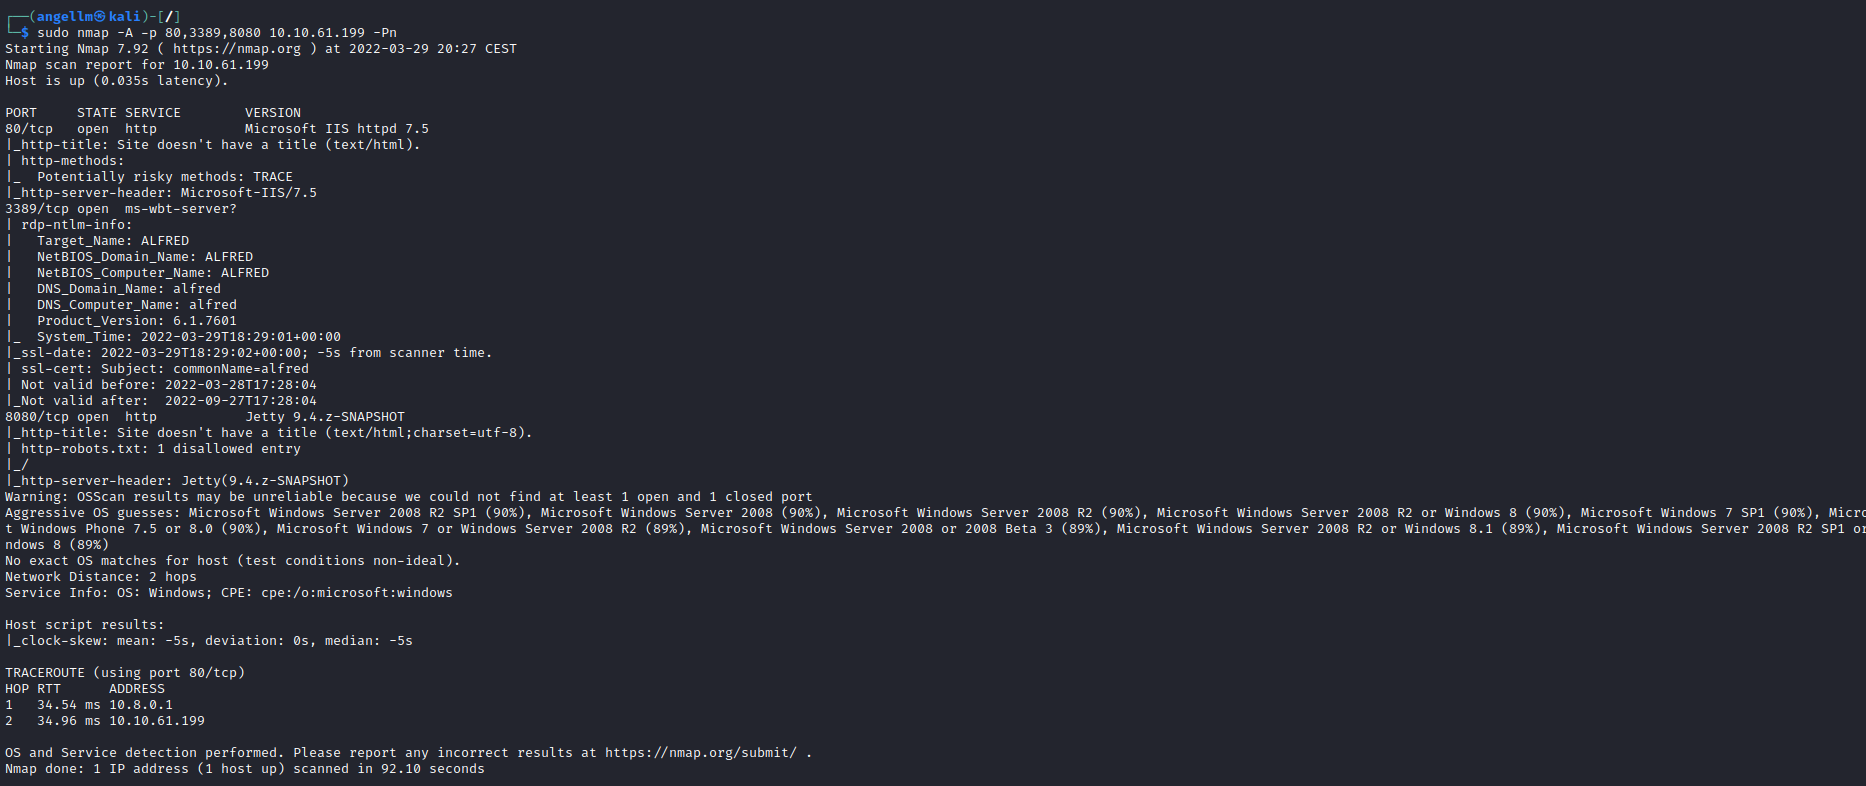 ┌──(angellm㉿kali)-[/]
└─$ sudo nmap -A -p 80,3389,8080 10.10.61.199 -Pn
Starting Nmap 7.92 ( https://nmap.org ) at 2022-03-29 20:27 CEST
Nmap scan report for 10.10.61.199
Host is up (0.035s latency).

PORT     STATE SERVICE        VERSION
80/tcp   open  http           Microsoft IIS httpd 7.5
|_http-title: Site doesn't have a title (text/html).
| http-methods:
|_  Potentially risky methods: TRACE
|_http-server-header: Microsoft-IIS/7.5
3389/tcp open  ms-wbt-server?
| rdp-ntlm-info:
|   Target_Name: ALFRED
|   NetBIOS_Domain_Name: ALFRED
|   NetBIOS_Computer_Name: ALFRED
|   DNS_Domain_Name: alfred
|   DNS_Computer_Name: alfred
|   Product_Version: 6.1.7601
|_  System_Time: 2022-03-29T18:29:01+00:00
|_ssl-date: 2022-03-29T18:29:02+00:00; -5s from scanner time.
| ssl-cert: Subject: commonName=alfred
| Not valid before: 2022-03-28T17:28:04
|_Not valid after:  2022-09-27T17:28:04
8080/tcp open  http           Jetty 9.4.z-SNAPSHOT
|_http-title: Site doesn't have a title (text/html;charset=utf-8).
| http-robots.txt: 1 disallowed entry
|_/
|_http-server-header: Jetty(9.4.z-SNAPSHOT)
Warning: OSScan results may be unreliable because we could not find at least 1 open and 1 closed port
Aggressive OS guesses: Microsoft Windows Server 2008 R2 SP1 (90%), Microsoft Windows Server 2008 (90%), Microsoft Windows Server 2008 R2 (90%), Microsoft Windows Server 2008 R2 or Windows 8 (90%), Microsoft Windows 7 SP1 (90%), Micro
t Windows Phone 7.5 or 8.0 (90%), Microsoft Windows 7 or Windows Server 2008 R2 (89%), Microsoft Windows Server 2008 or 2008 Beta 3 (89%), Microsoft Windows Server 2008 R2 or Windows 8.1 (89%), Microsoft Windows Server 2008 R2 SP1 or
ndows 8 (89%)
No exact OS matches for host (test conditions non-ideal).
Network Distance: 2 hops
Service Info: OS: Windows; CPE: cpe:/o:microsoft:windows

Host script results:
|_clock-skew: mean: -5s, deviation: 0s, median: -5s

TRACEROUTE (using port 80/tcp)
HOP RTT      ADDRESS
1   34.54 ms 10.8.0.1
2   34.96 ms 10.10.61.199

OS and Service detection performed. Please report any incorrect results at https://nmap.org/submit/ .
Nmap done: 1 IP address (1 host up) scanned in 92.10 seconds